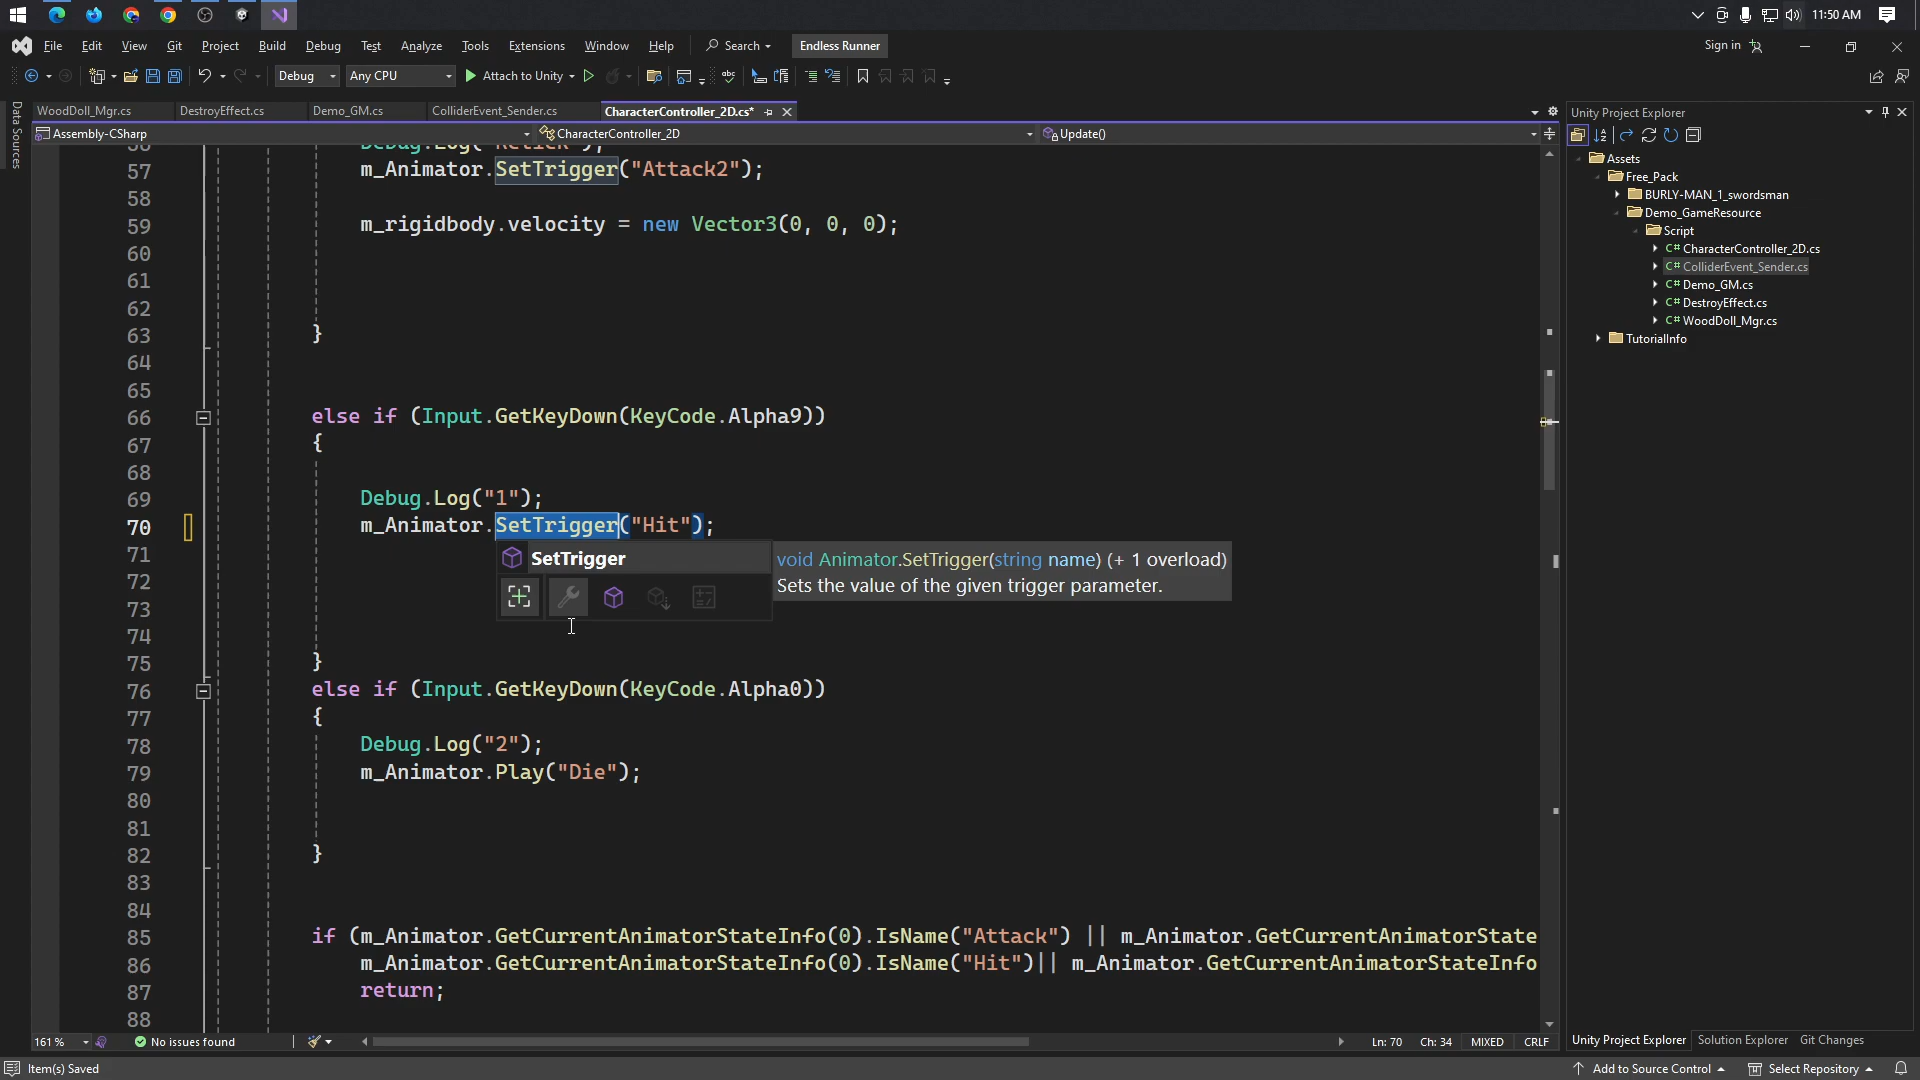 11:50 AM
File Edit View Git Project Build Debug Test Analyze Tools Extensions Window Help Search Endless Runner Sign in
Debug Any CPU Attach to Unity
Data Sources
WoodDoll_Mgr.cs DestroyEffect.cs Demo_GM.cs ColliderEvent_Sender.cs CharacterController_2D.cs*
Assembly-CSharp CharacterController_2D Update()
57 m_Animator.SetTrigger("Attack2");
58
59 m_rigidbody.velocity = new Vector3(0, 0, 0);
60
61
62
63 }
64
65
66 else if (Input.GetKeyDown(KeyCode.Alpha9))
67 {
68
69 Debug.Log("1");
70 m_Animator.SetTrigger("Hit");
71 SetTrigger
void Animator.SetTrigger(string name) (+ 1 overload)
Sets the value of the given trigger parameter.
72
73
74
75 }
76 else if (Input.GetKeyDown(KeyCode.Alpha0))
77 {
78 Debug.Log("2");
79 m_Animator.Play("Die");
80
81
82 }
83
84
85 if (m_Animator.GetCurrentAnimatorStateInfo(0).IsName("Attack") || m_Animator.GetCurrentAnimatorState
86 m_Animator.GetCurrentAnimatorStateInfo(0).IsName("Hit")|| m_Animator.GetCurrentAnimatorStateInfo
87 return;
88
Unity Project Explorer
Assets
Free_Pack
BURLY-MAN_1_swordsman
Demo_GameResource
Script
C# CharacterController_2D.cs
C# ColliderEvent_Sender.cs
C# Demo_GM.cs
C# DestroyEffect.cs
C# WoodDoll_Mgr.cs
TutorialInfo
161 % No issues found Ln: 70 Ch: 34 MIXED CRLF
Unity Project Explorer Solution Explorer Git Changes
Item(s) Saved Add to Source Control Select Repository